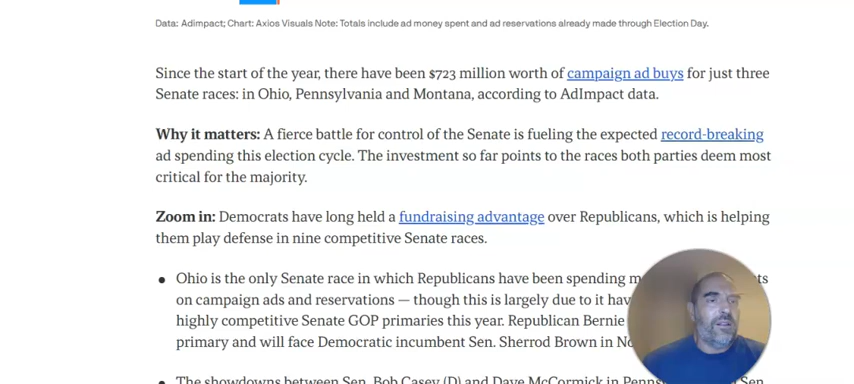 Data: Adimpact; Chart: Axios Visuals Note: Totals include ad money spent and ad reservations already made through Election Day.
Since the start of the year, there have been $723 million worth of campaign ad buys for just three
Senate races: in Ohio, Pennsylvania and Montana, according to AdImpact data.
Why it matters: A fierce battle for control of the Senate is fueling the expected record-breaking
ad spending this election cycle. The investment so far points to the races both parties deem most
critical for the majority.
Zoom in: Democrats have long held a fundraising advantage over Republicans, which is helping
them play defense in nine competitive Senate races.
Ohio is the only Senate race in which Republicans have been spending
on campaign ads and reservations — though this is largely due to it
highly competitive Senate GOP primaries this year. Republican Bernie
primary and will face Democratic incumbent Sen. Sherrod Brown in
The showdowns between Sen. Bob Casey (D) and Dave McCormick in Sen.